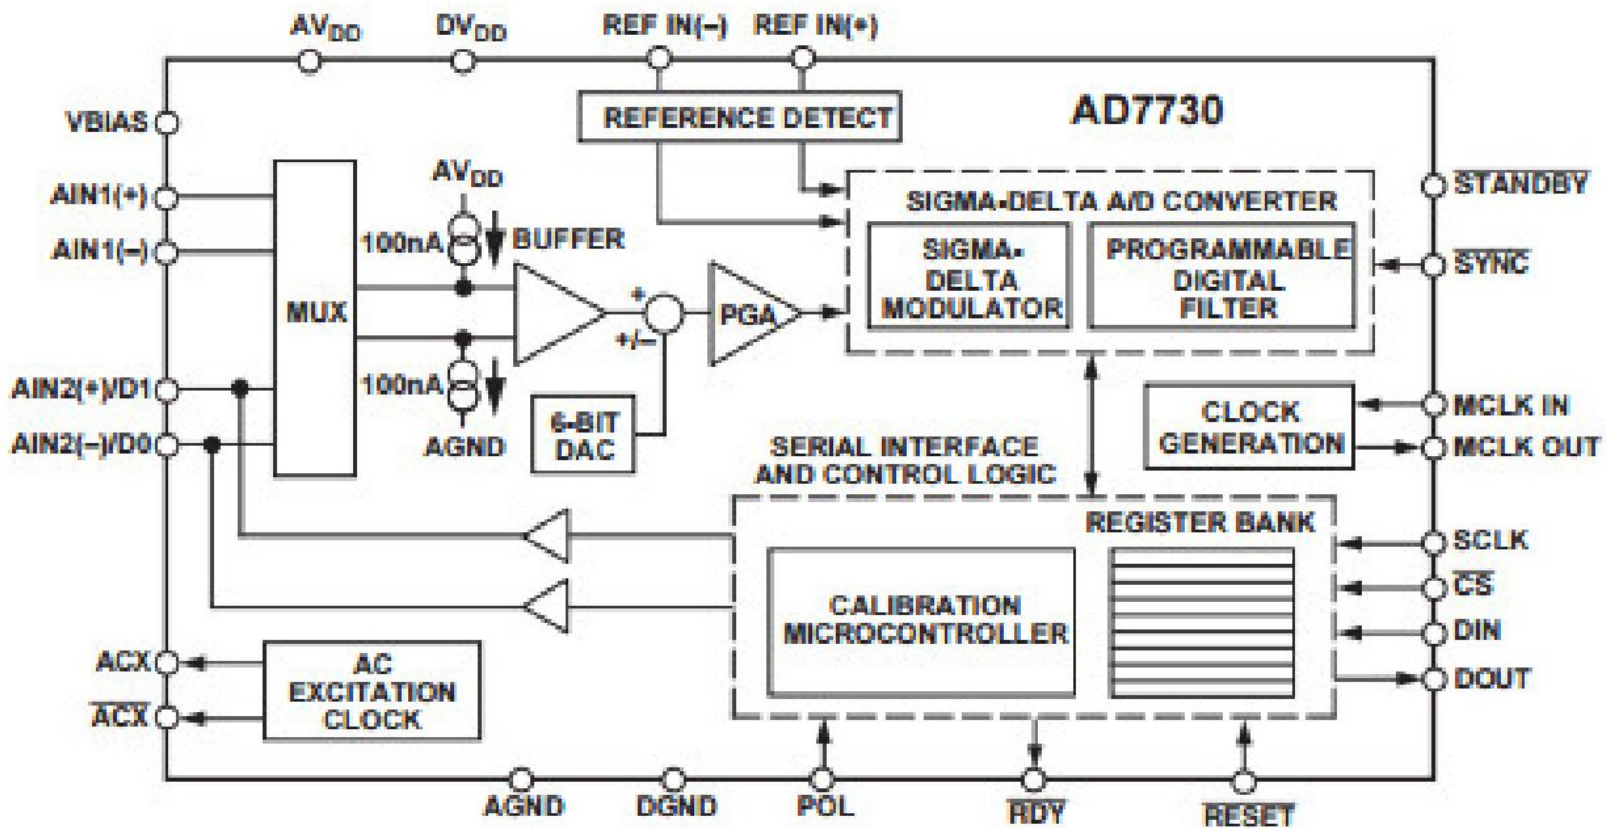 AVDD
DVDD
REF IN(–)
REF IN(+)
AD7730
VBIAS
REFERENCE DETECT
AIN1(+)
AIN1(–)
AVDD
100nA
BUFFER
MUX
SIGMA-DELTA A/D CONVERTER
SIGMA-
DELTA
MODULATOR
PROGRAMMABLE
DIGITAL
FILTER
STANDBY
SYNC
+
+/–
PGA
AIN2(+)/D1
AIN2(–)/D0
100nA
AGND
6-BIT
DAC
CLOCK
GENERATION
MCLK IN
MCLK OUT
SERIAL INTERFACE
AND CONTROL LOGIC
REGISTER BANK
CALIBRATION
MICROCONTROLLER
SCLK
CS
DIN
DOUT
ACX
ACX
AC
EXCITATION
CLOCK
AGND
DGND
POL
RDY
RESET